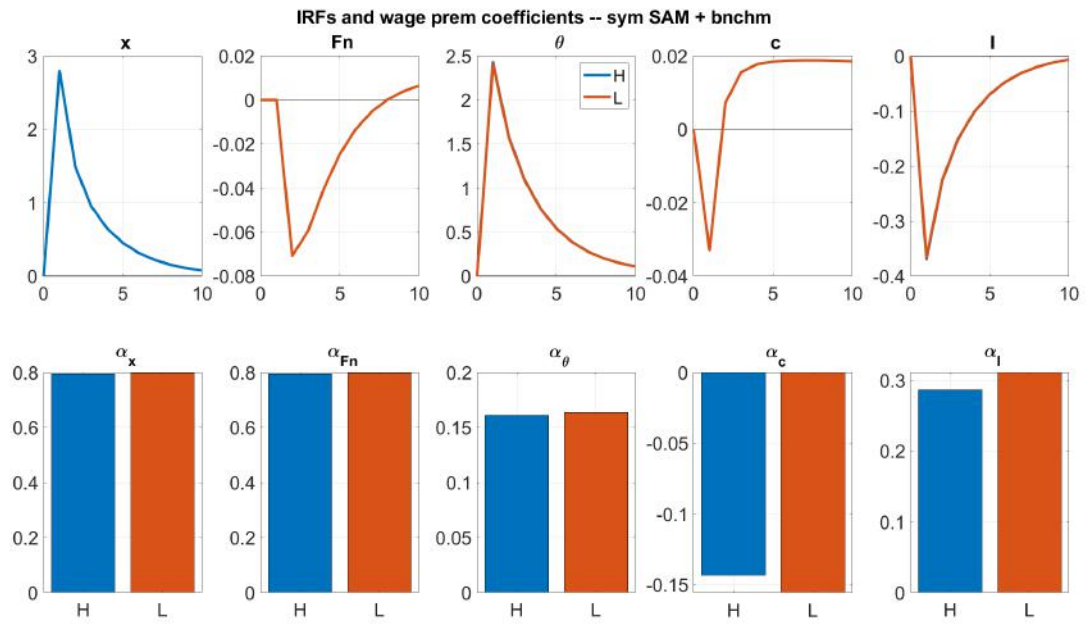 IRFs and wage prem coefficients -- sym SAM + bnchm
x
Fn
θ
c
l
3
2
1
0
0 5 10
0.02
0
-0.02
-0.04
-0.06
-0.08
0 5 10
2.5
2
1.5
1
0.5
0
0 5 10
H
L
0.02
0
-0.02
-0.04
0 5 10
0
-0.1
-0.2
-0.3
-0.4
0 5 10
α_x
α_Fn
α_θ
α_c
α_l
0.8
0.6
0.4
0.2
0
H L
0.8
0.6
0.4
0.2
0
H L
0.2
0.15
0.1
0.05
0
H L
0
-0.05
-0.1
-0.15
H L
0.3
0.2
0.1
0
H L